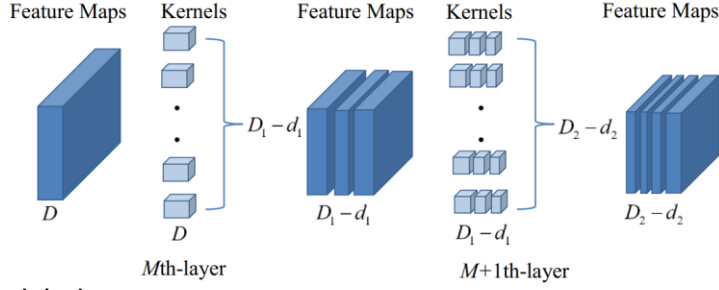 Feature Maps
Kernels
Feature Maps
Kernels
Feature Maps
D₁ − d₁
D₂ − d₂
D
D
D₁ − d₁
D₁ − d₁
D₂ − d₂
Mth-layer
M+1th-layer